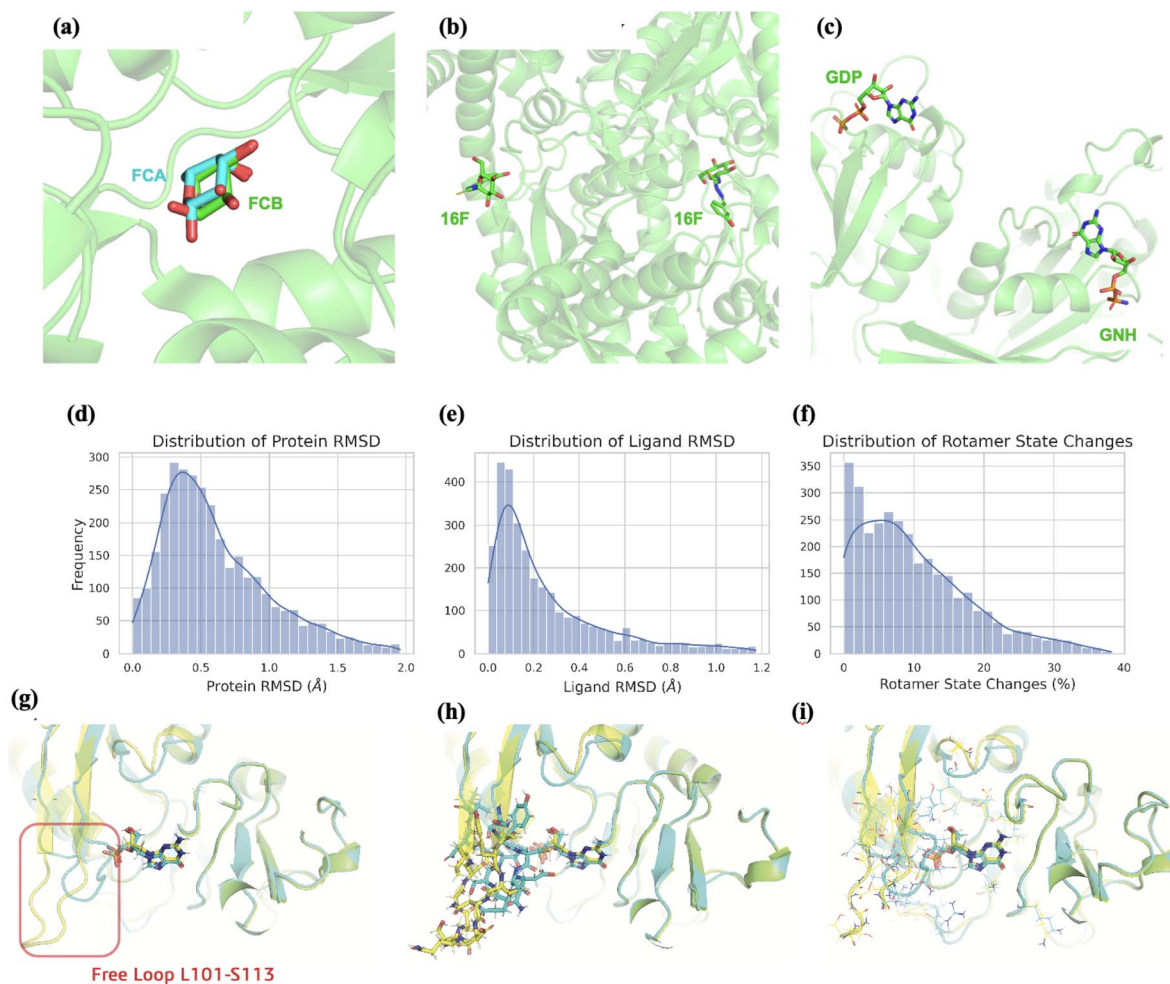 (a)
(b)
(c)
FCA
FCB
16F
16F
GDP
GNH
(d)
(e)
(f)
Distribution of Protein RMSD
Frequency
300
250
200
150
100
50
0
0.0
0.5
1.0
1.5
2.0
Protein RMSD (Å)
Distribution of Ligand RMSD
400
300
200
100
0
0.0
0.2
0.4
0.6
0.8
1.0
1.2
Ligand RMSD (Å)
Distribution of Rotamer State Changes
350
300
250
200
150
100
50
0
0
10
20
30
40
Rotamer State Changes (%)
(g)
(h)
(i)
Free Loop L101-S113